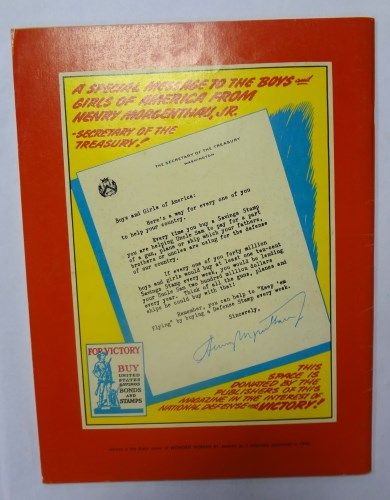 A SPECIAL MESSAGE TO THE BOYS and
GIRLS OF AMERICA FROM
HENRY MORGENTHAU, JR.
-SECRETARY OF THE
TREASURY!
THE SECRETARY OF THE TREASURY
WASHINGTON
Boys and Girls of America:
Here's a way for every one of you
to help your country.
Every time you buy a Savings Stamp
you are helping Uncle Sam to pay for a part
of a gun, plane or ship which your fathers,
brothers or uncles are using for the defense
of our country.
If every one of you forty million
boys and girls would buy at least one ten-cent
Savings Stamp every week, you would be lending
your Uncle Sam two hundred million dollars
every year. Think of all the guns, planes and
ships he could buy with that!
Remember, you can help to "Keep 'em
Flying" by buying a Defense Stamp every week.
Sincerely,
FOR VICTORY
BUY
UNITED
STATES
SAVINGS
BONDS
AND
STAMPS
THIS
SPACE IS
DONATED BY THE
PUBLISHERS OF THIS
MAGAZINE IN THE INTEREST OF
NATIONAL DEFENSE and VICTORY!